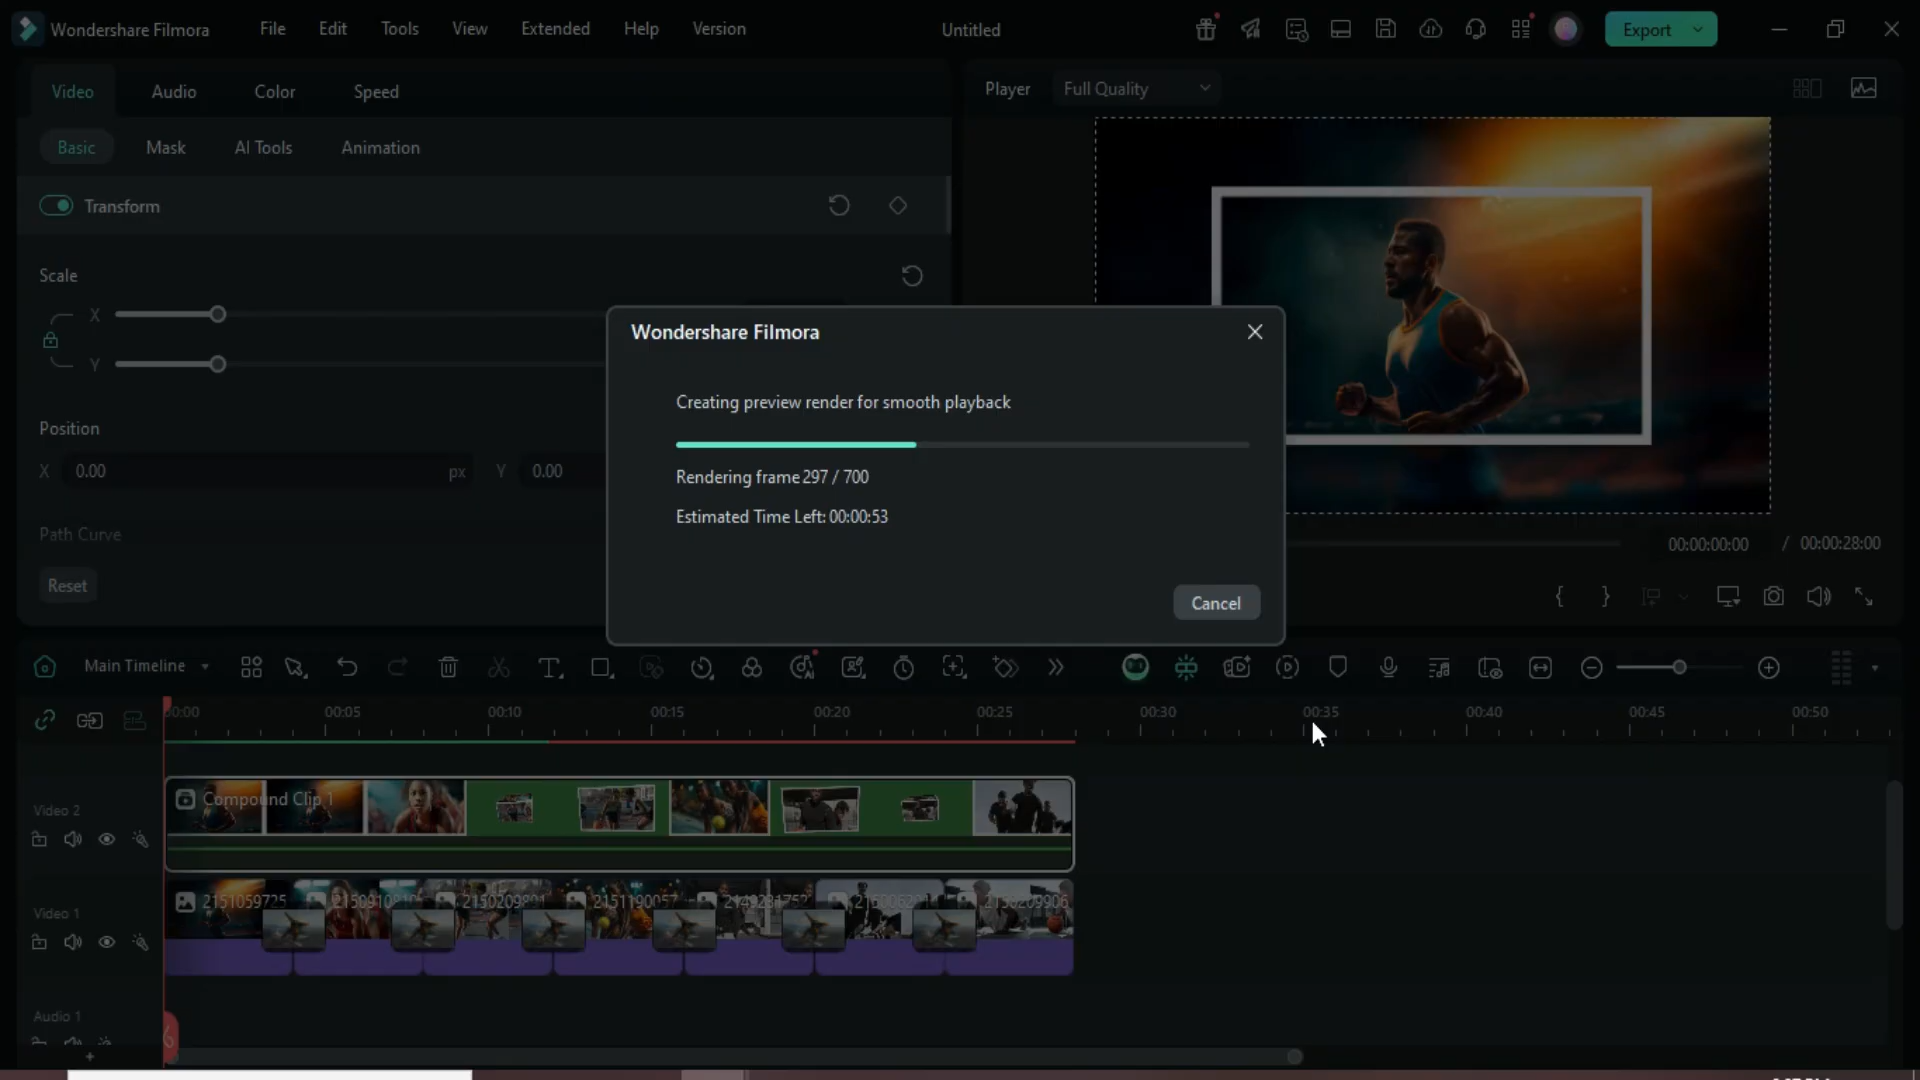 Wondershare Filmora File Edit Tools View Extended Help Version Untitled Export
Video Audio Color Speed
Player Full Quality
Basic Mask AI Tools Animation
Transform
Scale
X
Y
Position
X 0.00 px Y 0.00
Path Curve
Reset
Wondershare Filmora
Creating preview render for smooth playback
Rendering frame 297 / 700
Estimated Time Left: 00:00:53
Cancel
00:00:00:00 / 00:00:28:00
Main Timeline
00:00 00:05 00:10 00:15 00:20 00:25 00:30 00:35 00:40 00:45 00:50
Video 2
Compound Clip 1
Video 1
2151059725 2150209801 2151190057 2149281752 2150209906
Audio 1